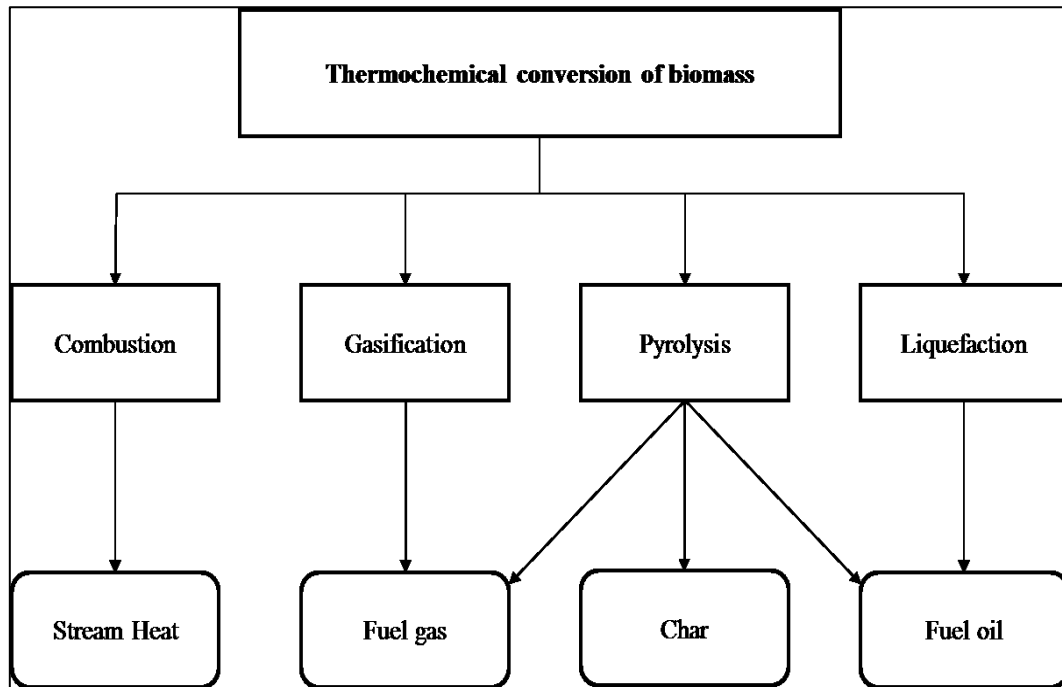 Thermochemical conversion of biomass
Combustion
Gasification
Pyrolysis
Liquefaction
Stream Heat
Fuel gas
Char
Fuel oil